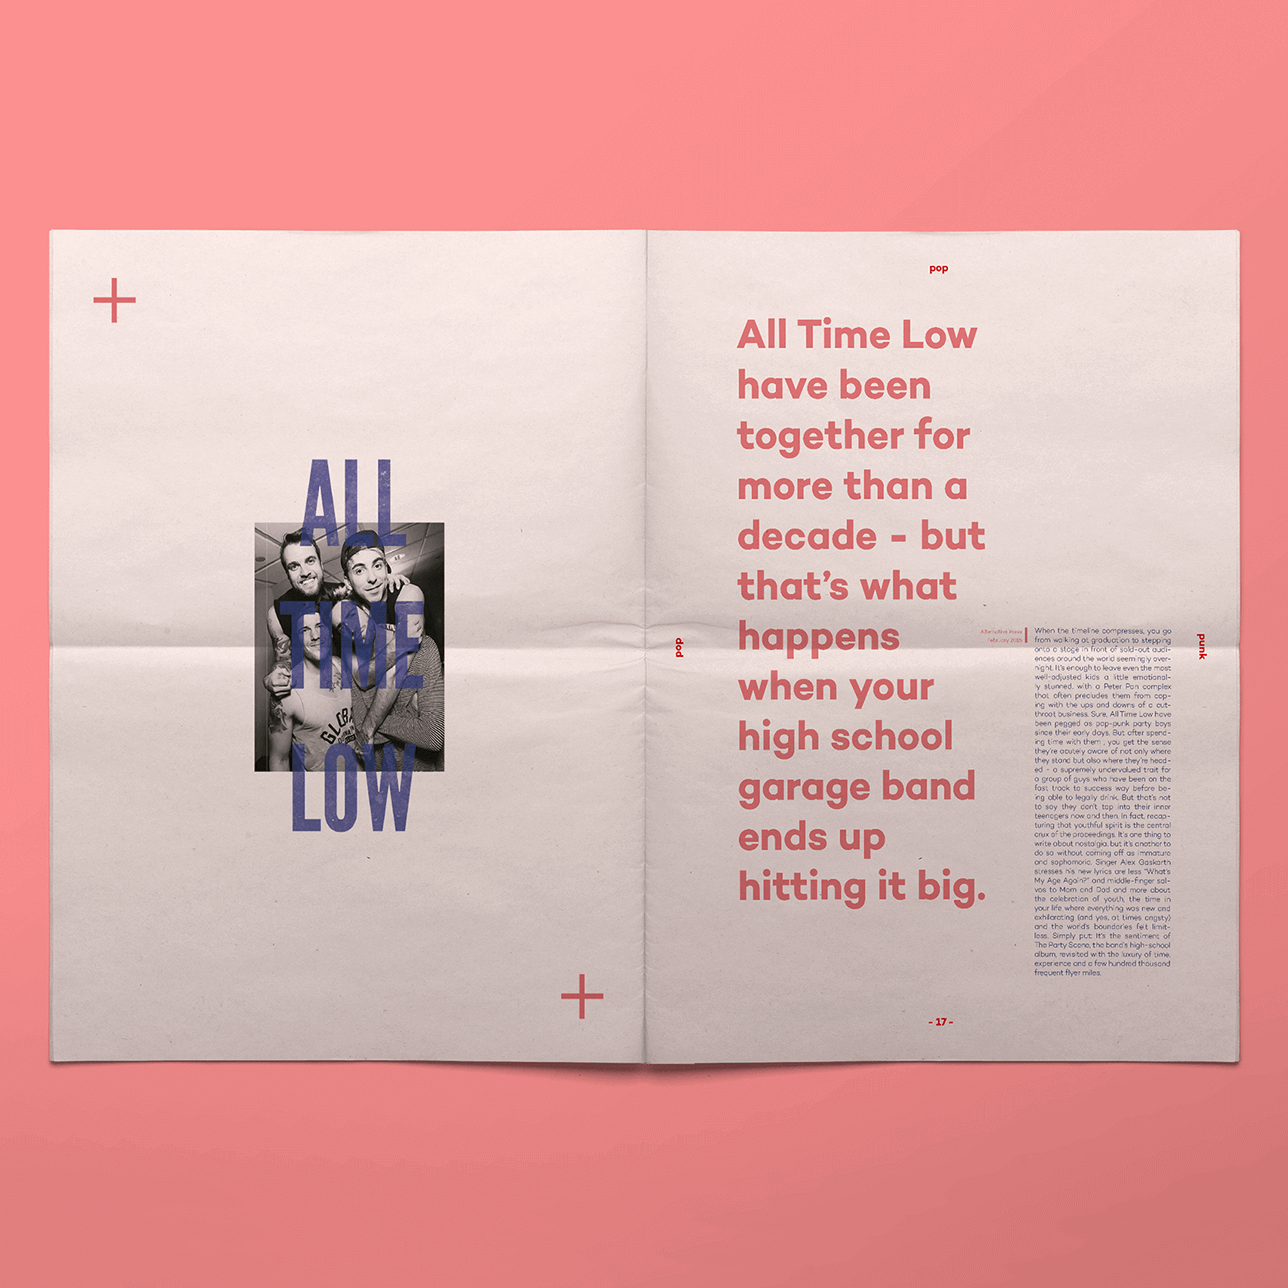 ALL
TIME
LOW
pop
All Time Low
have been
together for
more than a
decade - but
that's what
happens
when your
high school
garage band
ends up
hitting it big.
pop
punk
Alternative Press
February 2015
When the timeline compresses, you go
from walking at graduation to stepping
onto a stage in front of sold-out audi-
ences around the world seemingly over-
night. It's enough to leave even the most
well-adjusted kids a little emotional-
ly stunned, with a Peter Pan complex
that often precludes them from cop-
ing with the ups and downs of a cut-
throat business. Sure, All Time Low have
been pegged as pop-punk party boys
since their early days. But after spend-
ing time with them , you get the sense
they're acutely aware of not only where
they stand but also where they're head-
ed - a supremely undervalued trait for
a group of guys who have been on the
fast track to success way before be-
ing able to legally drink. But that's not
to say they don't tap into their inner
teenagers now and then. In fact, recap-
turing that youthful spirit is the central
crux of the proceedings. It's one thing to
write about nostalgia, but it's another to
do so without coming off as immature
and sophomoric. Singer Alex Gaskarth
stresses his new lyrics are less "What's
My Age Again?" and middle-finger sal-
vos to Mom and Dad and more about
the celebration of youth, the time in
your life where everything was new and
exhilarating (and yes, at times angsty)
and the world's boundaries felt limit-
less. Simply put: It's the sentiment of
The Party Scene, the band's high-school
album, revisited with the luxury of time,
experience and a few hundred thousand
frequent flyer miles.
- 17 -